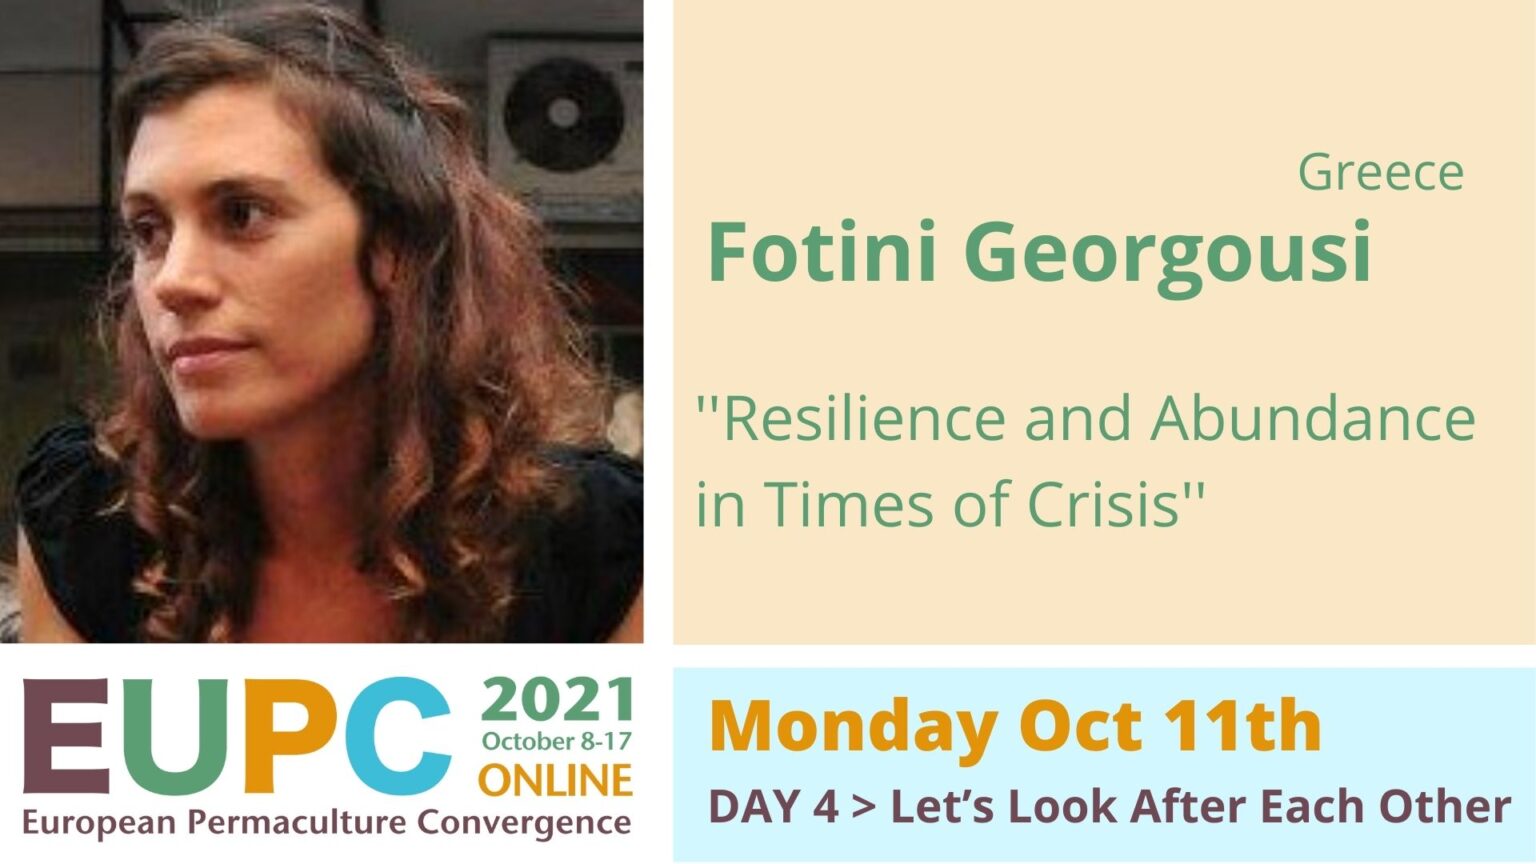 Greece
Fotini Georgousi
"Resilience and Abundance
in Times of Crisis"
EUPC 2021
October 8-17
ONLINE
European Permaculture Convergence
Monday Oct 11th
DAY 4 > Let’s Look After Each Other